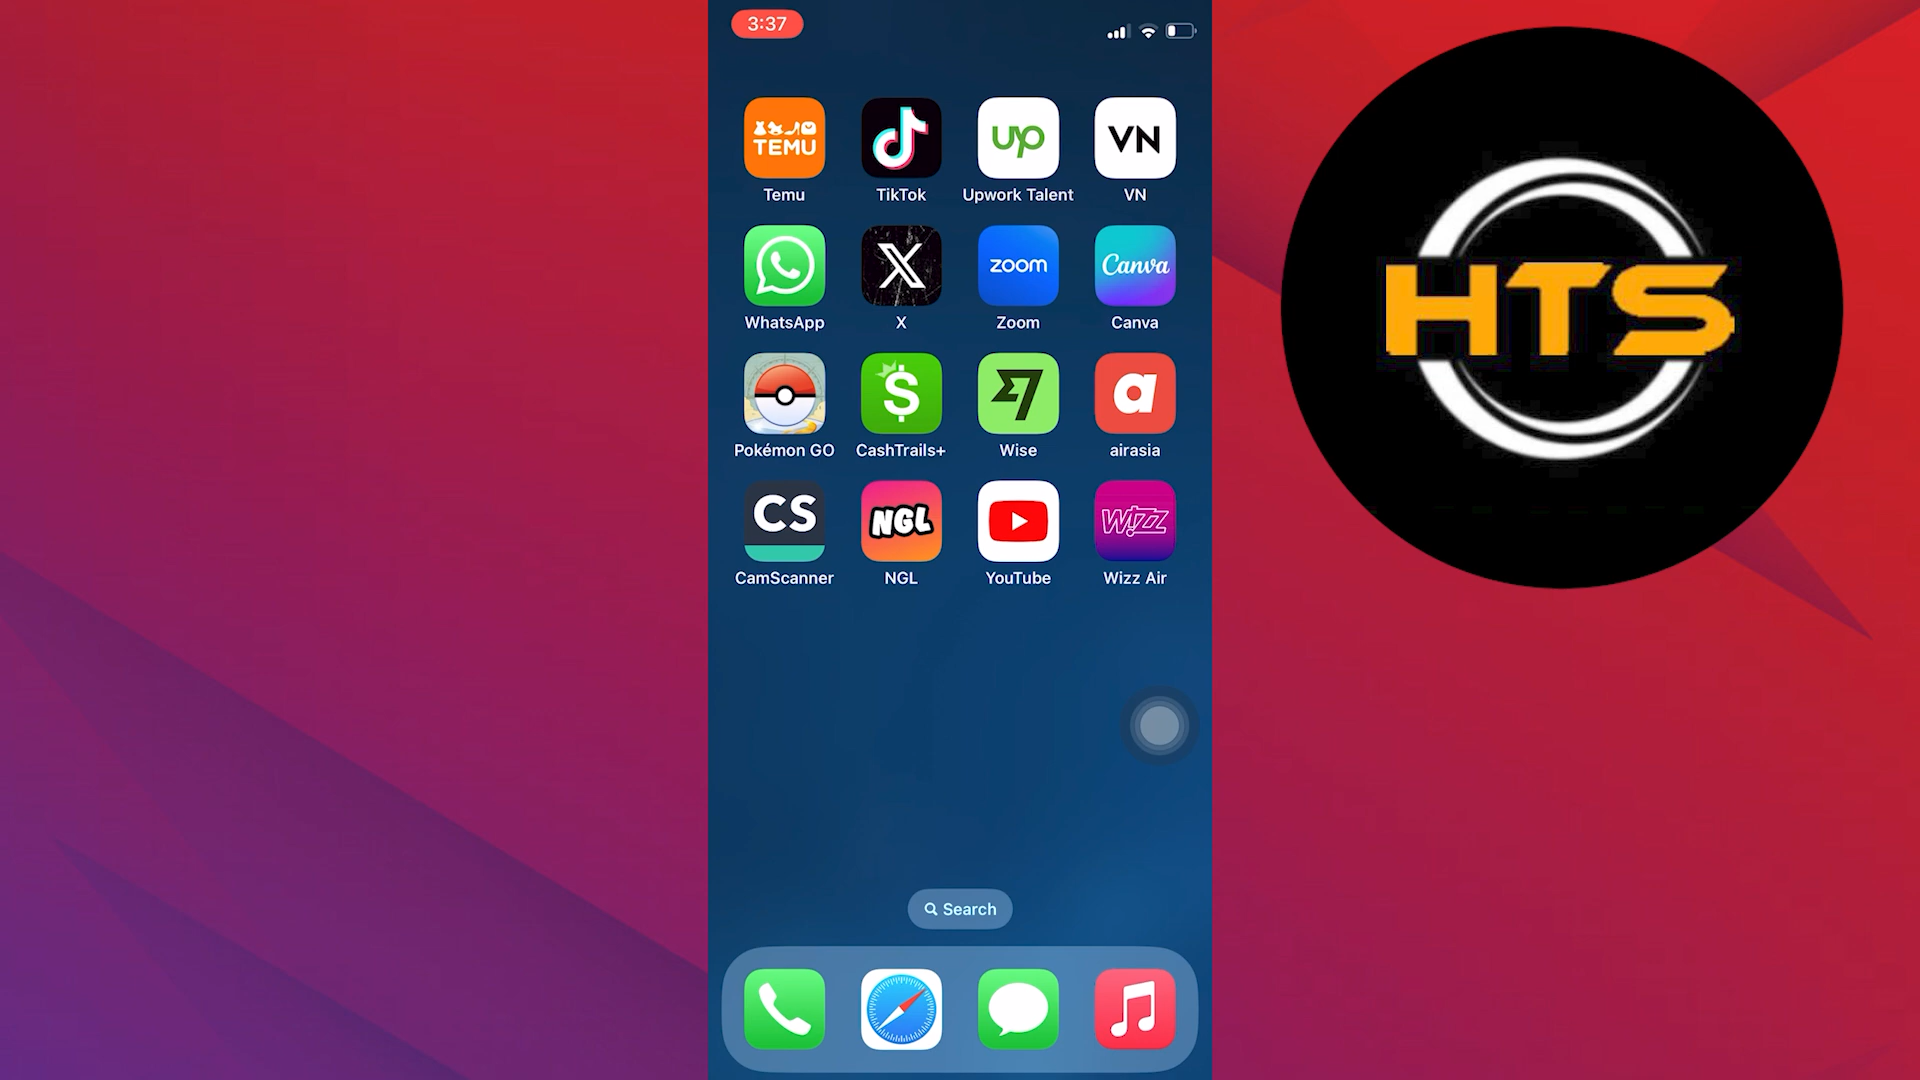 3:37
TEMU
up
VN
Temu
TikTok
Upwork Talent
VN
X
zoom
Canva
WhatsApp
X
Zoom
Canva
$
a
Pokémon GO
CashTrails+
Wise
airasia
CS
NGL
WIZZ
CamScanner
NGL
YouTube
Wizz Air
Search
HTS